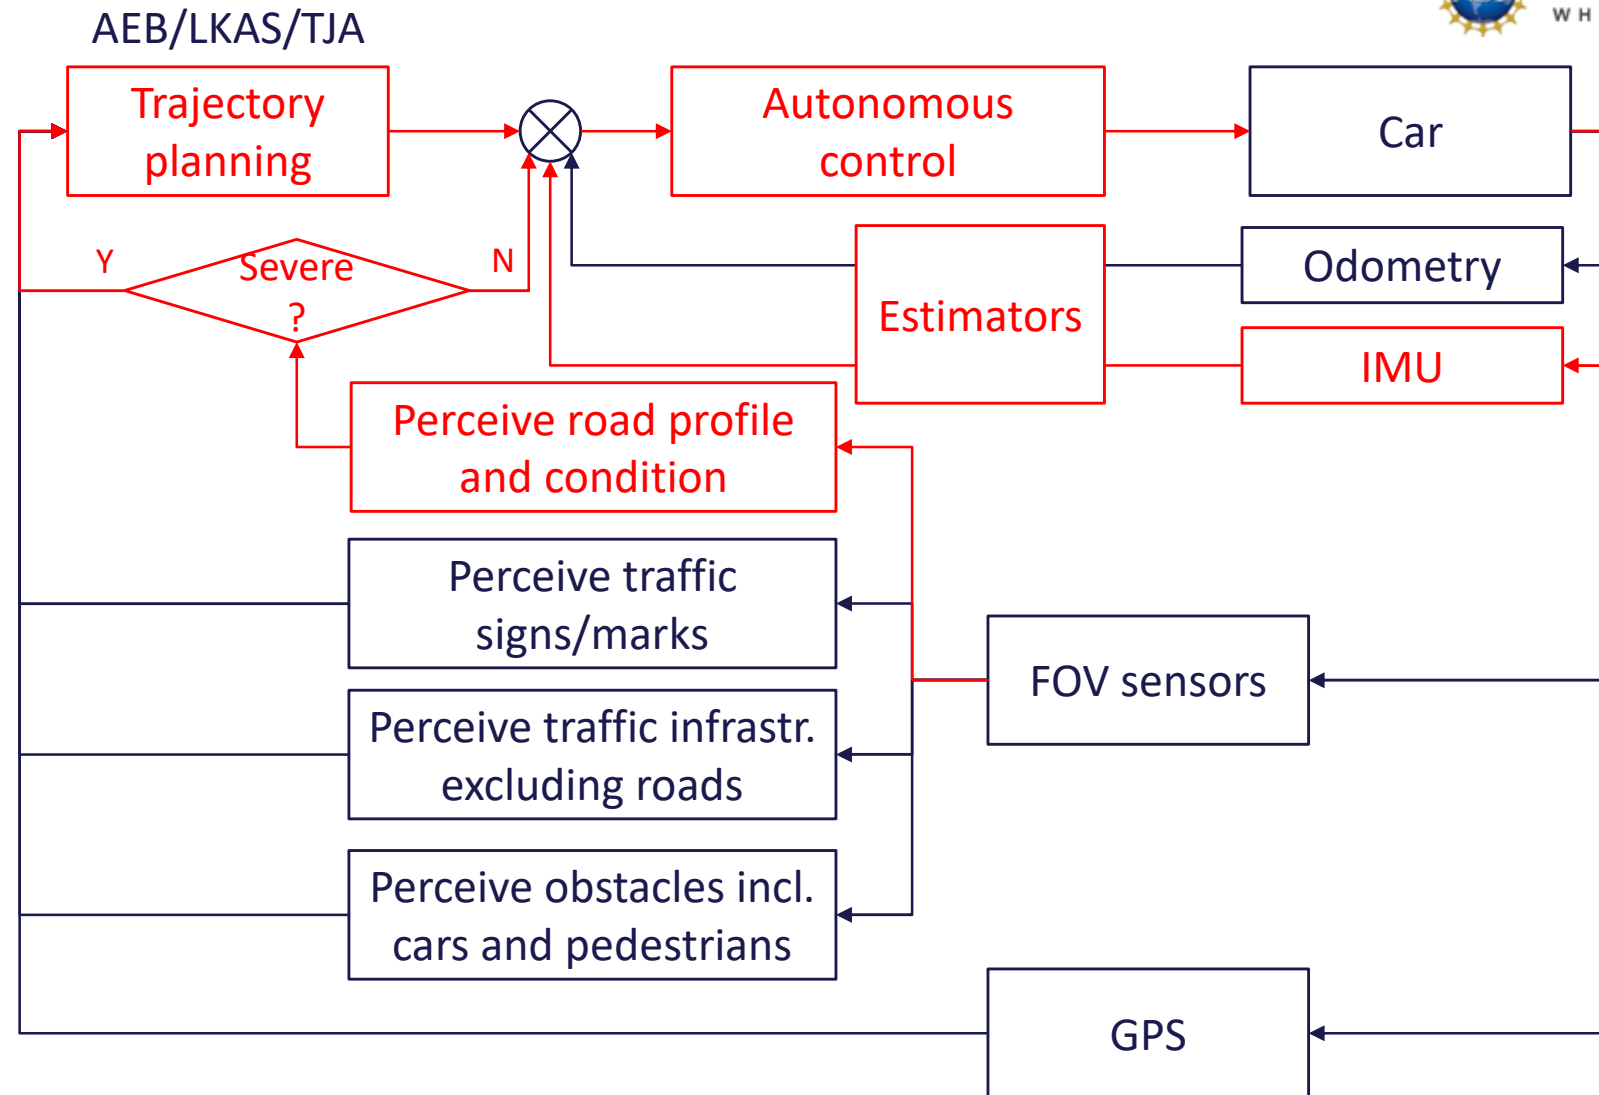 AEB/LKAS/TJA
W H
Trajectory
planning
Autonomous
control
Car
Y
Severe
?
N
Estimators
Odometry
IMU
Perceive road profile
and condition
Perceive traffic
signs/marks
FOV sensors
Perceive traffic infrastr.
excluding roads
Perceive obstacles incl.
cars and pedestrians
GPS